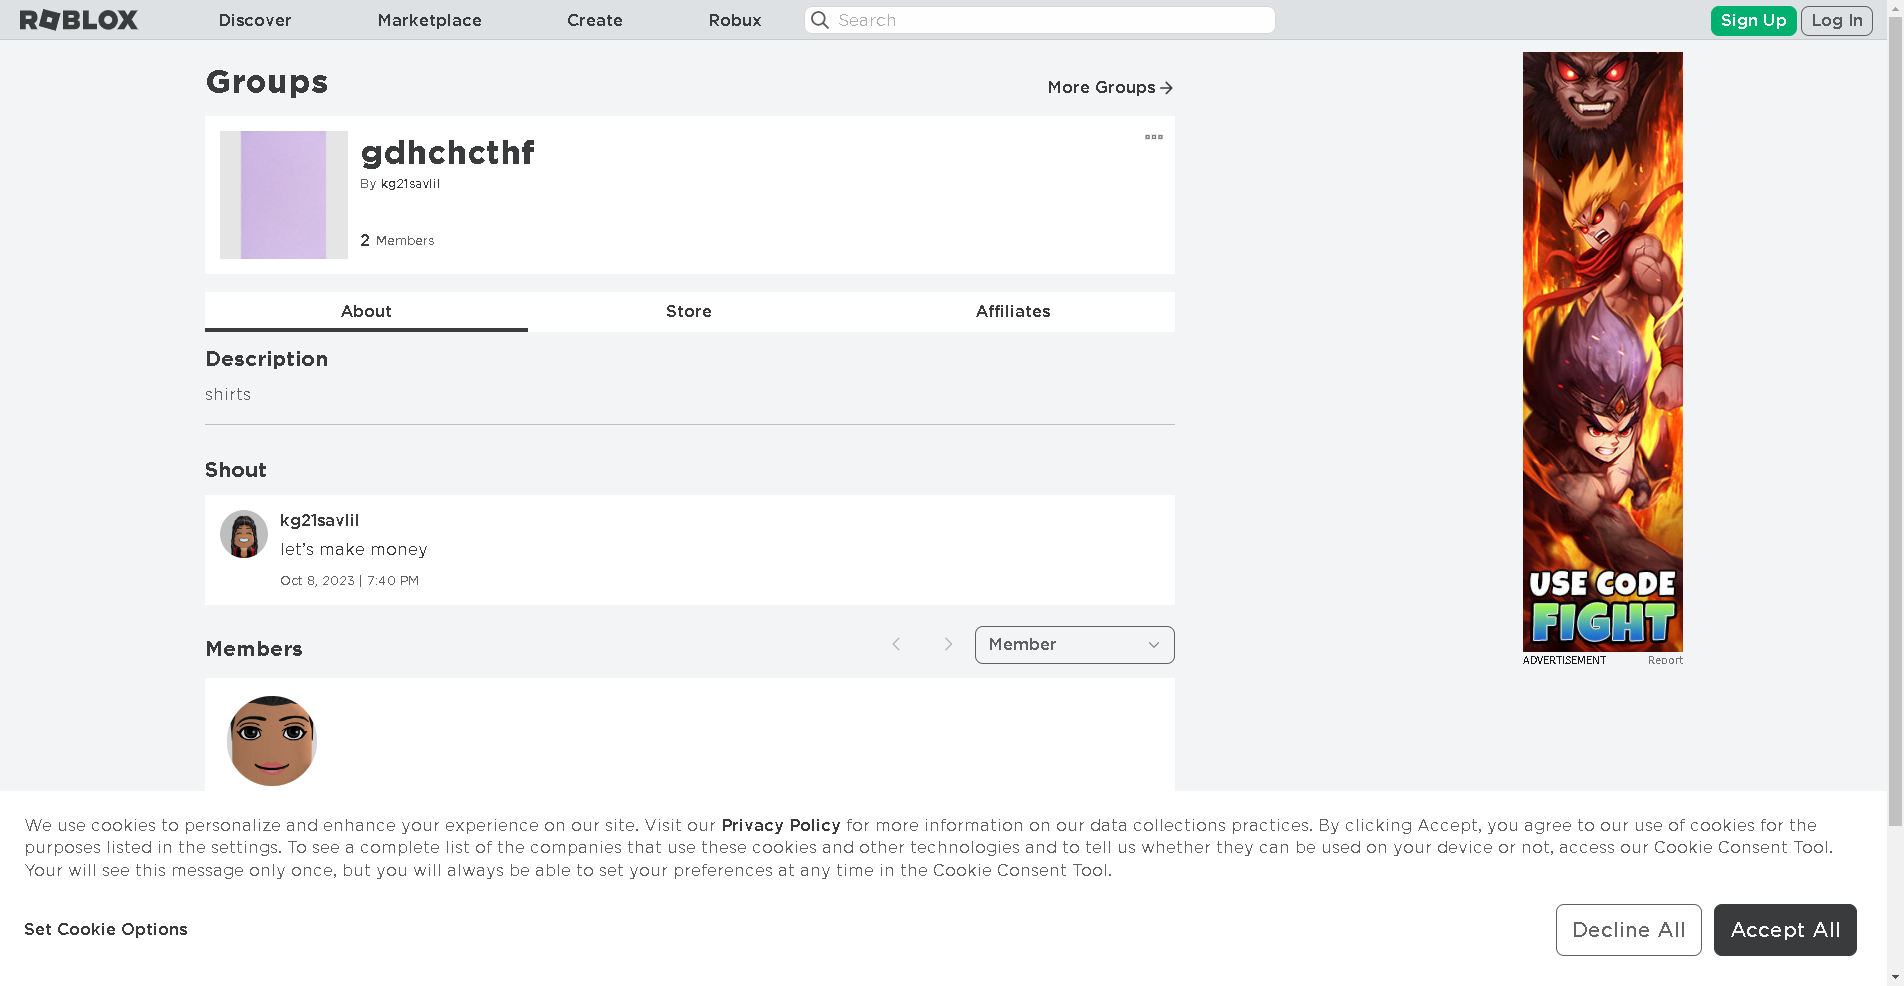 ROBLOX
Discover
Marketplace
Create
Robux
Search
Sign Up
Log In
Groups
More Groups
gdhchcthf
By kg21savlil
2 Members
About
Store
Affiliates
Description
shirts
Shout
kg21savlil
let's make money
Oct 8, 2023 | 7:40 PM
Members
Member
USE CODE
FIGHT
ADVERTISEMENT
Report
We use cookies to personalize and enhance your experience on our site. Visit our Privacy Policy for more information on our data collections practices. By clicking Accept, you agree to our use of cookies for the
purposes listed in the settings. To see a complete list of the companies that use these cookies and other technologies and to tell us whether they can be used on your device or not, access our Cookie Consent Tool.
Your will see this message only once, but you will always be able to set your preferences at any time in the Cookie Consent Tool.
Set Cookie Options
Decline All
Accept All